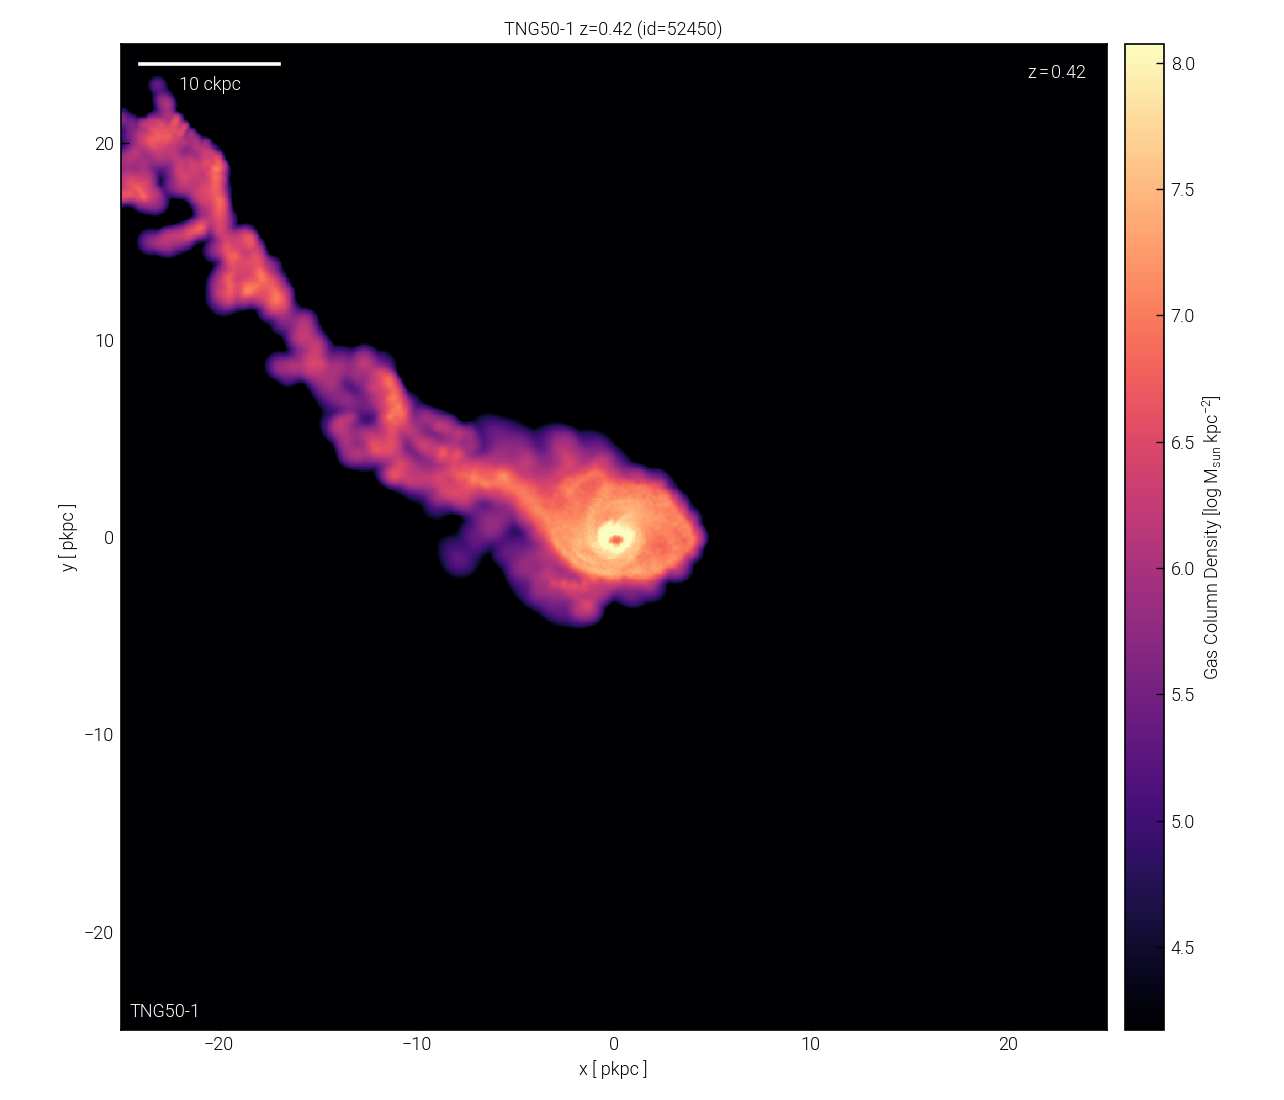 TNG50-1 z=0.42 (id=52450)
10 ckpc
z = 0.42
TNG50-1
20
10
0
−10
−20
y [ pkpc ]
−20
−10
0
10
20
x [ pkpc ]
8.0
7.5
7.0
6.5
6.0
5.5
5.0
4.5
Gas Column Density [log M_sun kpc⁻²]